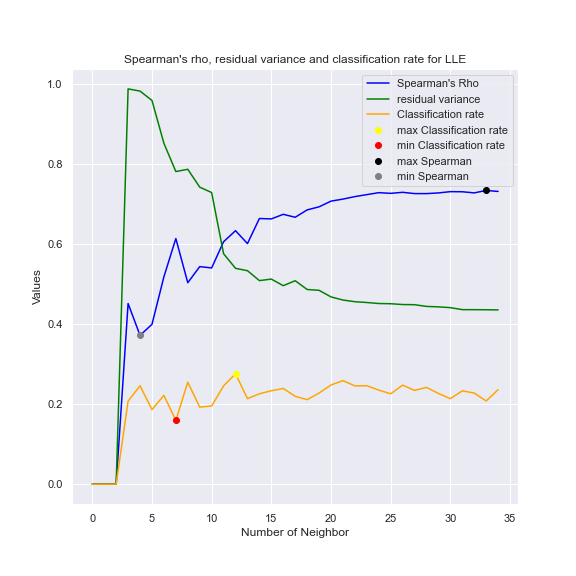 Spearman's rho, residual variance and classification rate for LLE
Spearman's Rho
residual variance
Classification rate
max Classification rate
min Classification rate
max Spearman
min Spearman
Values
1.0
0.8
0.6
0.4
0.2
0.0
0 5 10 15 20 25 30 35
Number of Neighbor